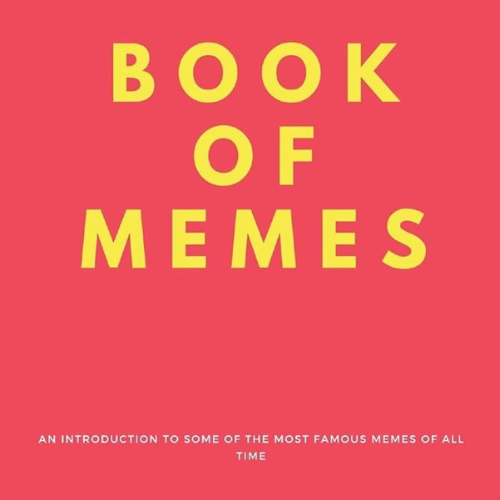 BOOK
OF
MEMES
AN INTRODUCTION TO SOME OF THE MOST FAMOUS MEMES OF ALL
TIME